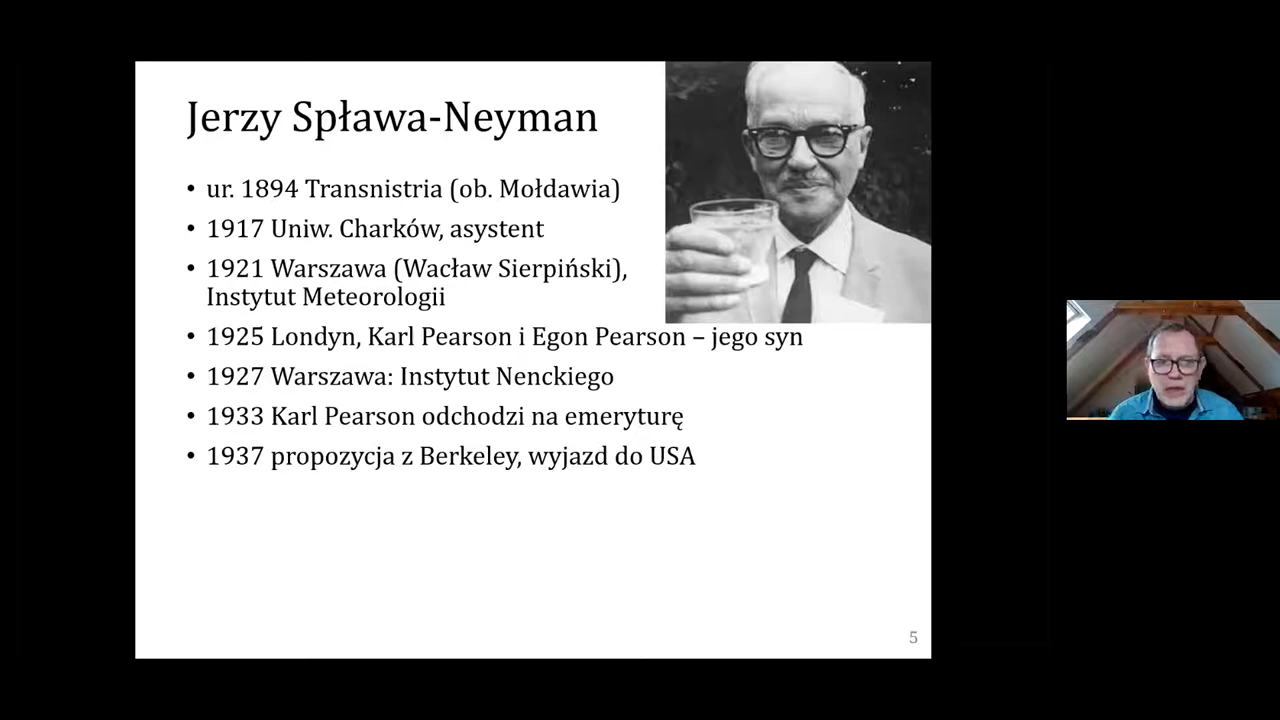 Jerzy Spława-Neyman
• ur. 1894 Transnistria (ob. Mołdawia)
• 1917 Uniw. Charków, asystent
• 1921 Warszawa (Wacław Sierpiński),
Instytut Meteorologii
• 1925 Londyn, Karl Pearson i Egon Pearson – jego syn
• 1927 Warszawa: Instytut Nenckiego
• 1933 Karl Pearson odchodzi na emeryturę
• 1937 propozycja z Berkeley, wyjazd do USA
5